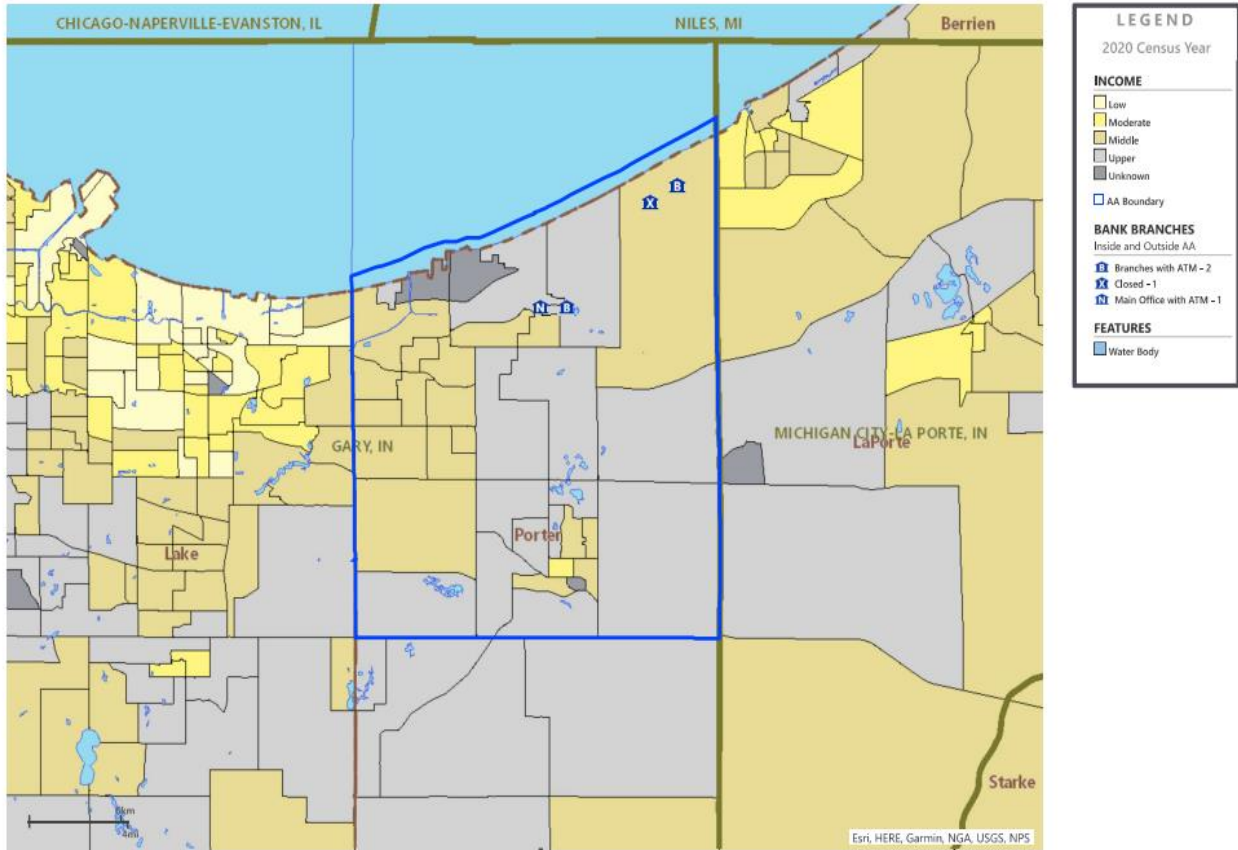 CHICAGO-NAPERVILLE-EVANSTON, IL
NILES, MI
Berrien
GARY, IN
MICHIGAN CITY-LA PORTE, IN
LaPorte
Porter
Lake
Starke
4mi
Esri, HERE, Garmin, NGA, USGS, NPS
LEGEND
2020 Census Year
INCOME
Low
Moderate
Middle
Upper
Unknown
AA Boundary
BANK BRANCHES
Inside and Outside AA
B Branches with ATM - 2
X Closed - 1
N Main Office with ATM - 1
FEATURES
Water Body
X
B
N
B